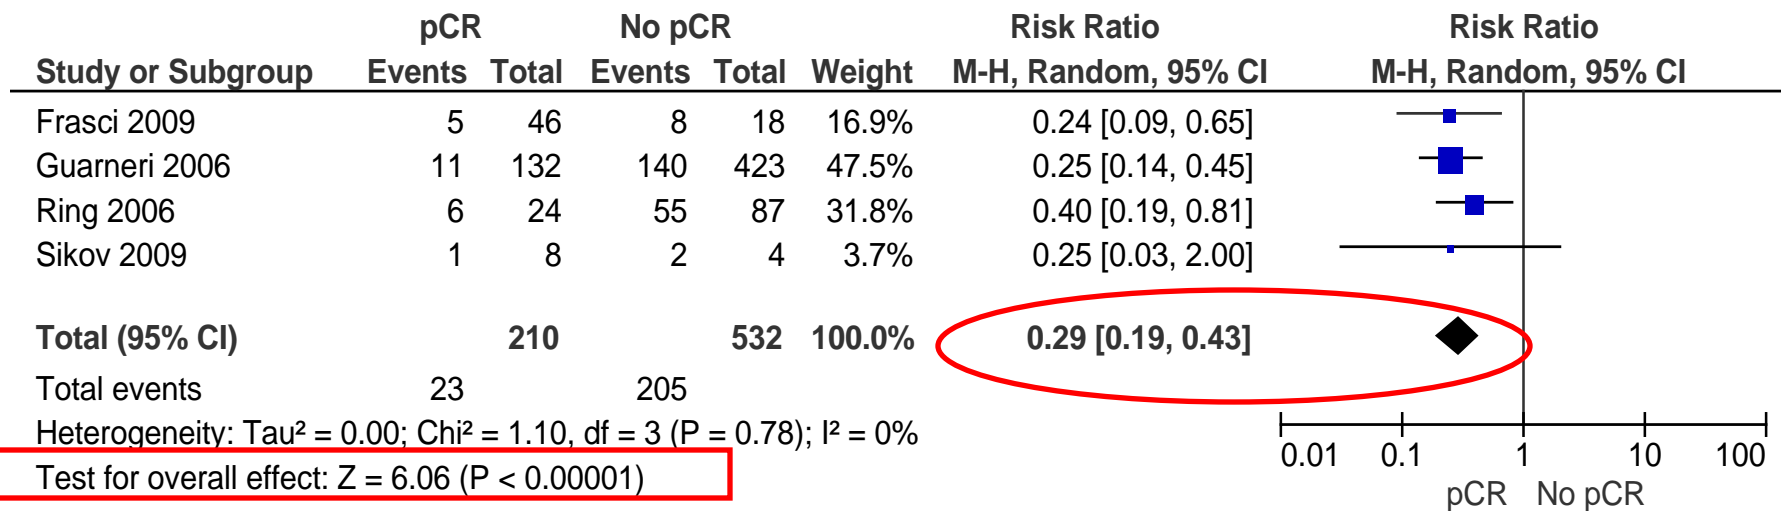 pCR No pCR Risk Ratio Risk Ratio
Study or Subgroup Events Total Events Total Weight M-H, Random, 95% CI M-H, Random, 95% CI
Frasci 2009 5 46 8 18 16.9% 0.24 [0.09, 0.65]
Guarneri 2006 11 132 140 423 47.5% 0.25 [0.14, 0.45]
Ring 2006 6 24 55 87 31.8% 0.40 [0.19, 0.81]
Sikov 2009 1 8 2 4 3.7% 0.25 [0.03, 2.00]
Total (95% CI) 210 532 100.0% 0.29 [0.19, 0.43]
Total events 23 205
Heterogeneity: Tau² = 0.00; Chi² = 1.10, df = 3 (P = 0.78); I² = 0%
0.01 0.1 1 10 100
Test for overall effect: Z = 6.06 (P < 0.00001)
pCR No pCR